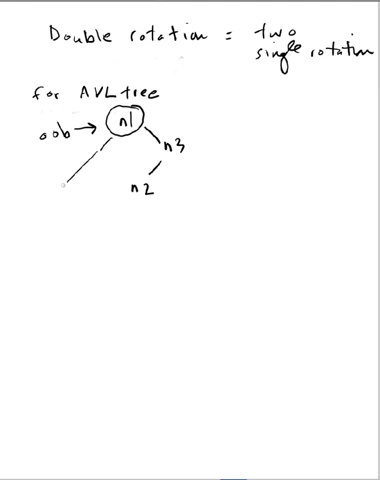 Double rotation = two
single rotation
for AVL tree
oob → n1
n3
n2